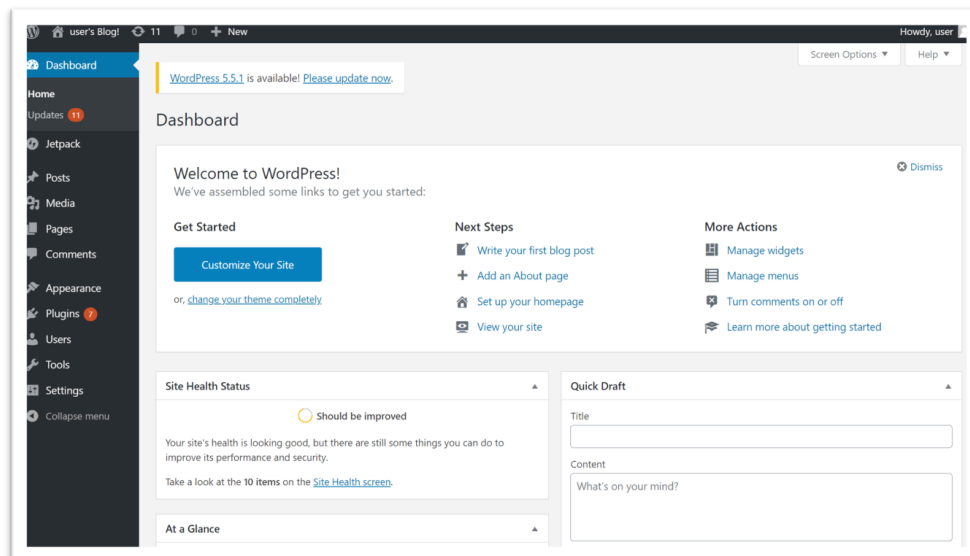 user's Blog! 11 0 New
Howdy, user
Screen Options ▼ Help ▼
Dashboard
Home
Updates 11
Jetpack
Posts
Media
Pages
Comments
Appearance
Plugins 7
Users
Tools
Settings
Collapse menu
WordPress 5.5.1 is available! Please update now.
Dashboard
Welcome to WordPress!
We've assembled some links to get you started:
Dismiss
Get Started
Customize Your Site
or, change your theme completely
Next Steps
Write your first blog post
Add an About page
Set up your homepage
View your site
More Actions
Manage widgets
Manage menus
Turn comments on or off
Learn more about getting started
Site Health Status
Should be improved
Your site's health is looking good, but there are still some things you can do to
improve its performance and security.
Take a look at the 10 items on the Site Health screen.
At a Glance
Quick Draft
Title
Content
What's on your mind?